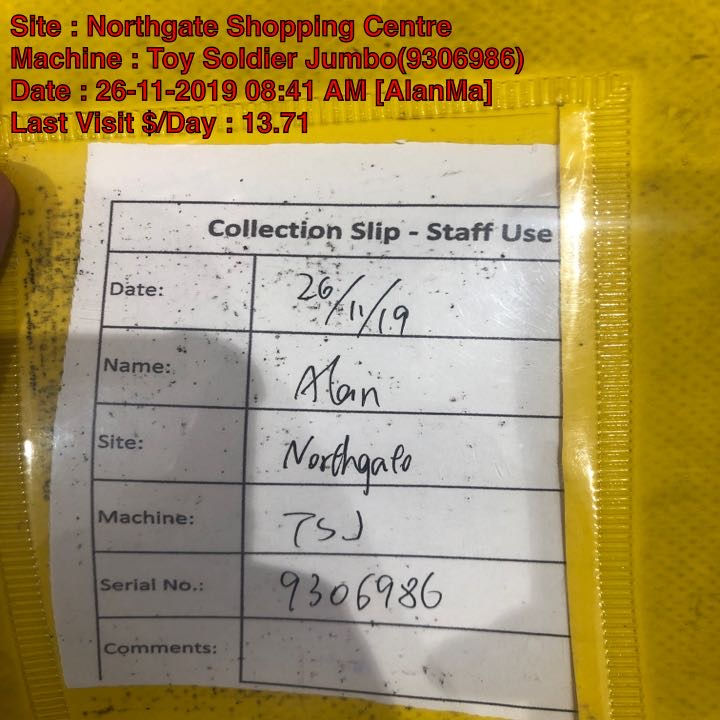 Site : Northgate Shopping Centre
Machine : Toy Soldier Jumbo(9306986)
Date : 26-11-2019 08:41 AM [AlanMa]
Last Visit $/Day : 13.71
Collection Slip - Staff Use
Date: 26/11/19
Name: Alan
Site: Northgate
Machine: TSJ
Serial No.: 9306986
Comments: